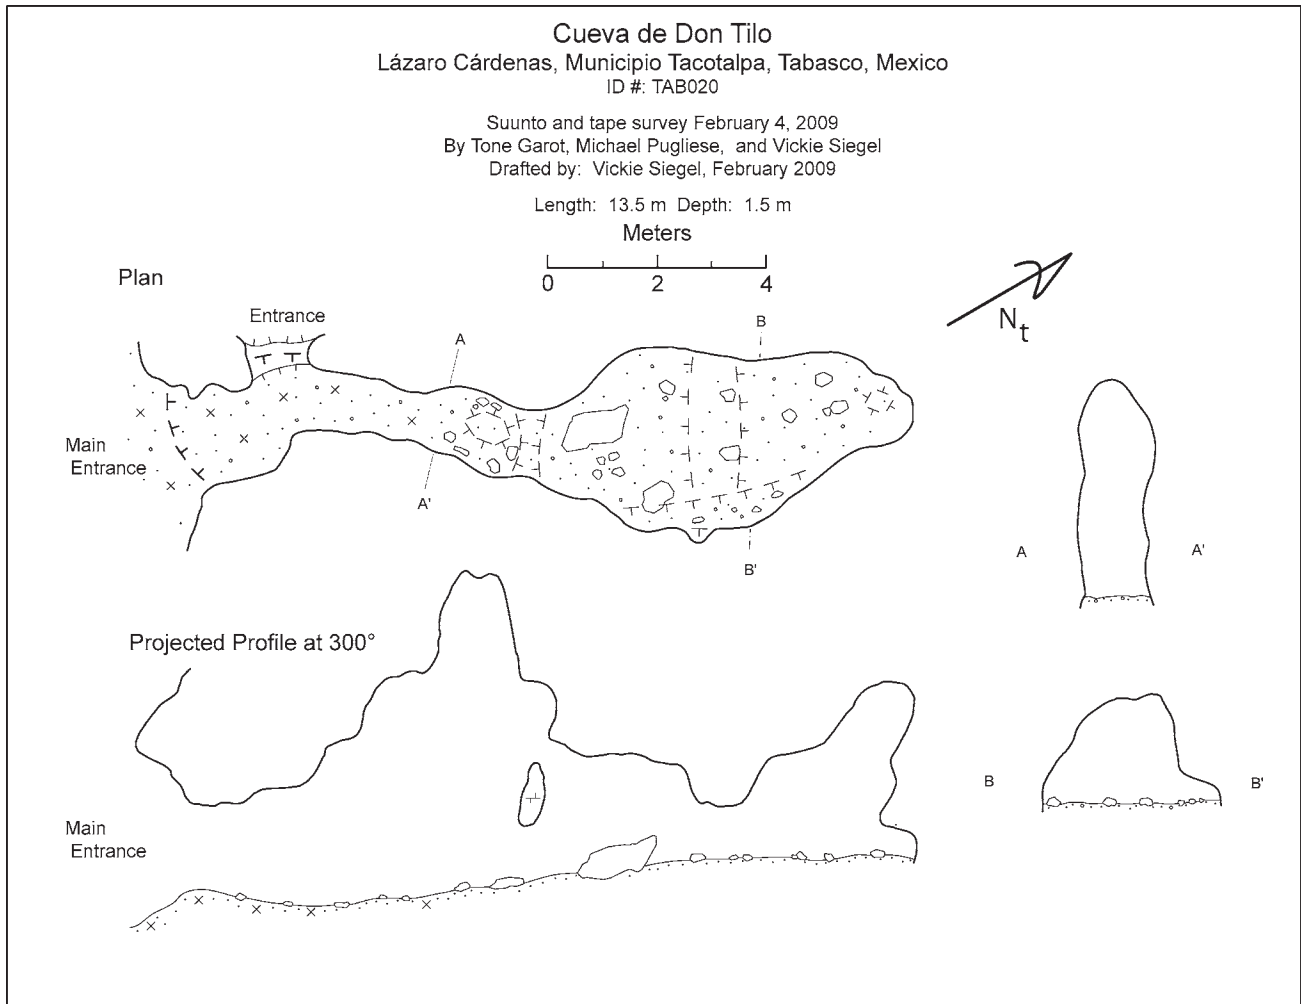 Cueva de Don Tilo
Lázaro Cárdenas, Municipio Tacotalpa, Tabasco, Mexico
ID #: TAB020
Suunto and tape survey February 4, 2009
By Tone Garot, Michael Pugliese, and Vickie Siegel
Drafted by: Vickie Siegel, February 2009
Length: 13.5 m Depth: 1.5 m
Meters
0 2 4
Plan
Nt
Entrance
A
B
Main
Entrance
A'
B'
A A'
Projected Profile at 300°
B B'
Main
Entrance